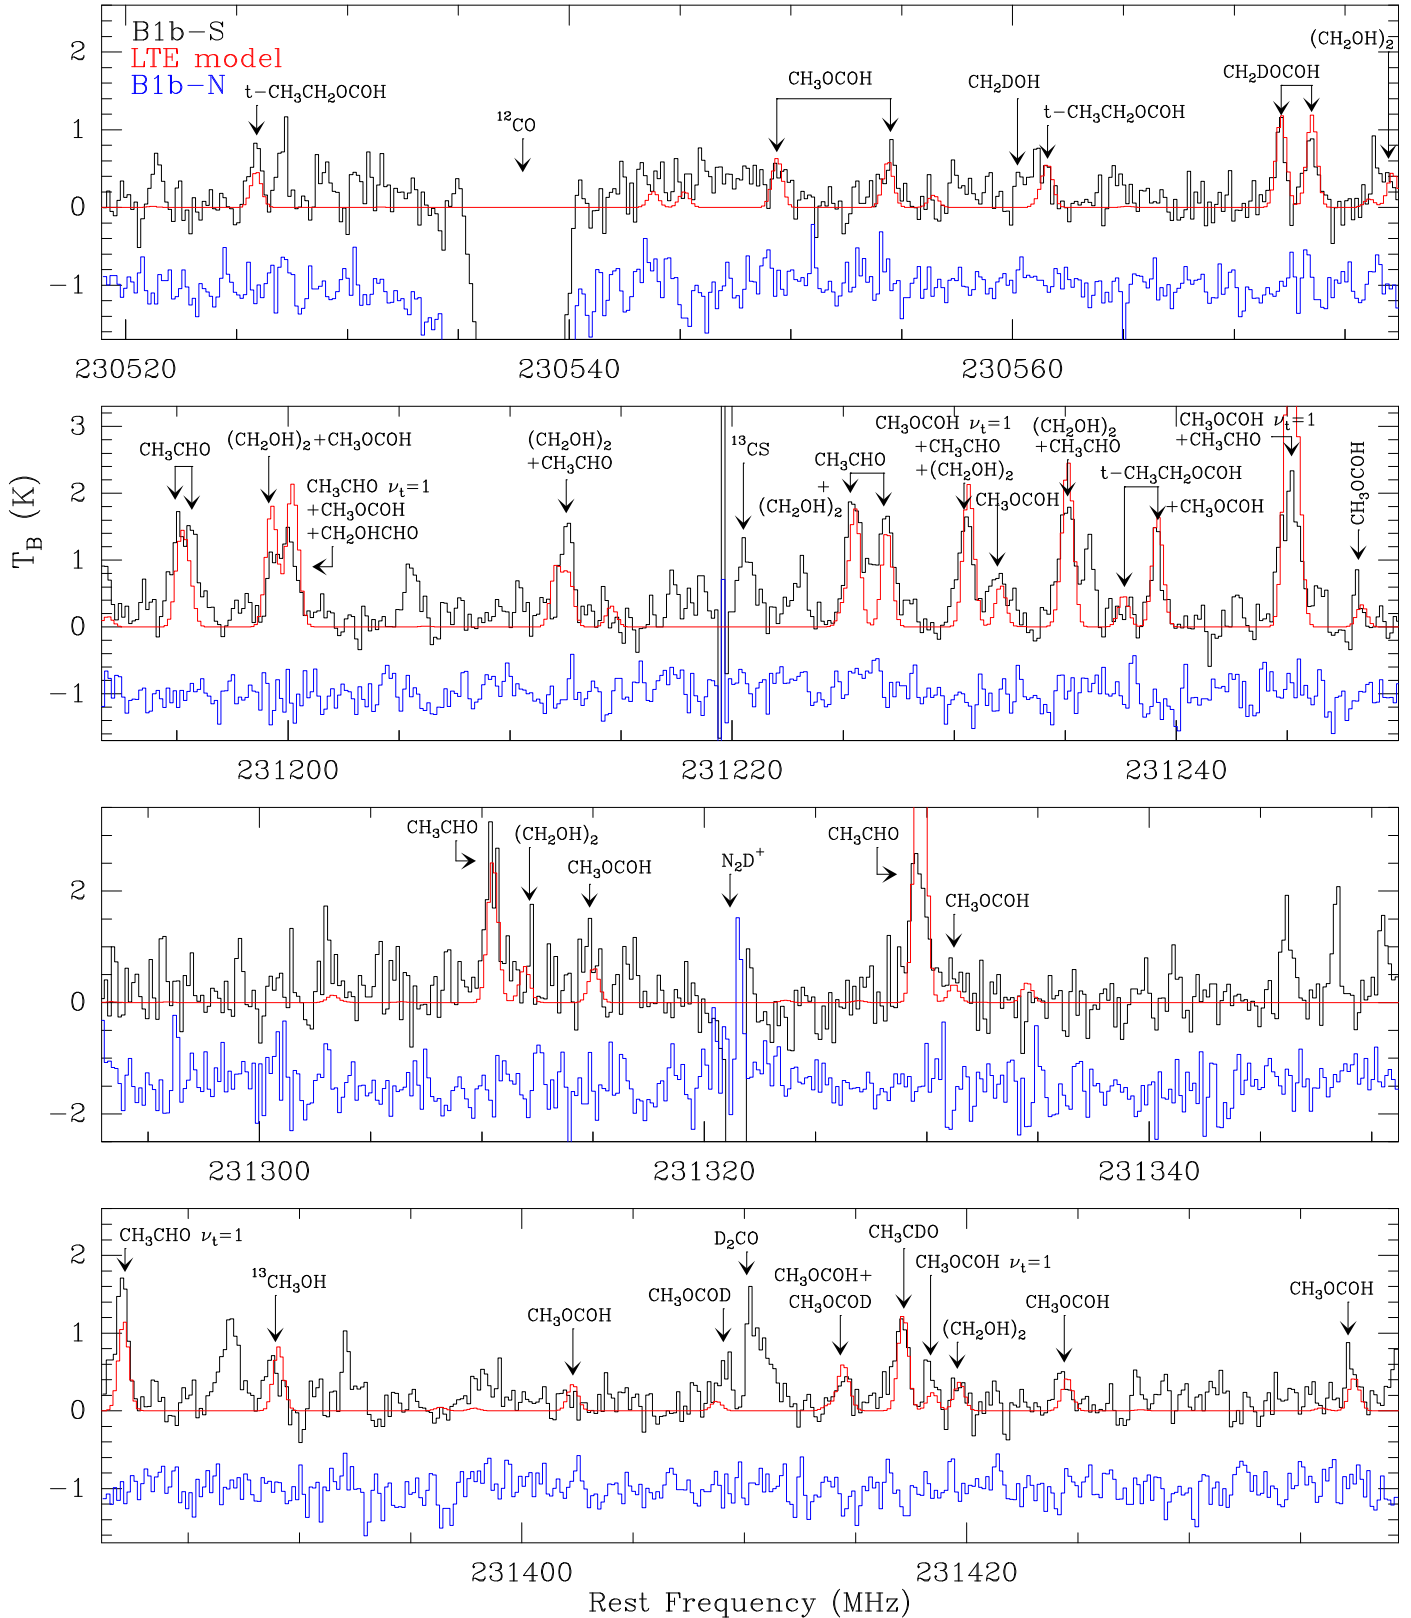 B1b-S
LTE model
B1b-N
t-CH₃CH₂OCOH
¹²CO
CH₃OCOH
CH₂DOH
t-CH₃CH₂OCOH
CH₂DOCOH
(CH₂OH)₂
2
1
0
-1
230520
230540
230560
CH₃CHO
(CH₂OH)₂+CH₃OCOH
CH₃CHO νₜ=1
+CH₃OCOH
+CH₂OHCHO
(CH₂OH)₂
+CH₃CHO
¹³CS
CH₃CHO
+
(CH₂OH)₂
CH₃OCOH νₜ=1
+CH₃CHO
+(CH₂OH)₂
CH₃OCOH
(CH₂OH)₂
+CH₃CHO
t-CH₃CH₂OCOH
+CH₃OCOH
CH₃OCOH νₜ=1
+CH₃CHO
CH₃OCOH
3
2
1
0
-1
T_B (K)
231200
231220
231240
CH₃CHO
(CH₂OH)₂
CH₃OCOH
N₂D⁺
CH₃CHO
CH₃OCOH
2
0
-2
231300
231320
231340
CH₃CHO νₜ=1
¹³CH₃OH
CH₃OCOH
CH₃OCOD
D₂CO
CH₃OCOH+
CH₃OCOD
CH₃CDO
CH₃OCOH νₜ=1
(CH₂OH)₂
CH₃OCOH
CH₃OCOH
2
1
0
-1
231400
231420
Rest Frequency (MHz)